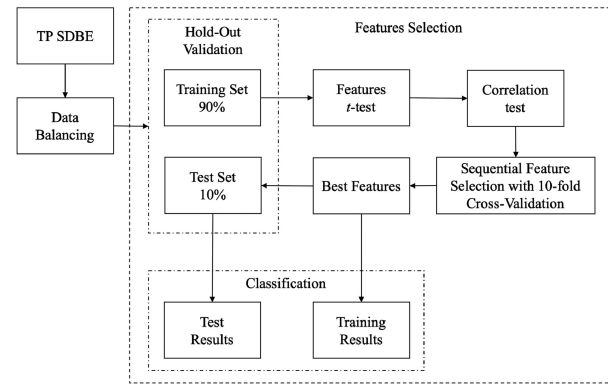 TP SDBE
Data
Balancing
Hold-Out
Validation
Features Selection
Training Set
90%
Features
t-test
Correlation
test
Test Set
10%
Best Features
Sequential Feature
Selection with 10-fold
Cross-Validation
Classification
Test
Results
Training
Results